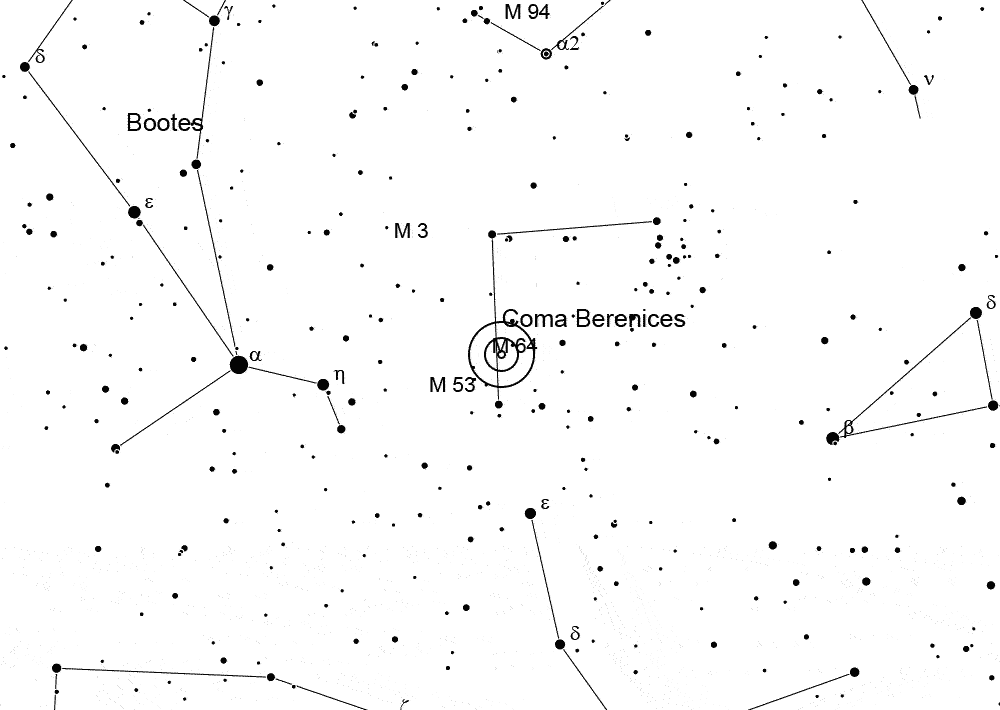 γ
M 94
α2
δ
ν
Bootes
ε
M 3
δ
Coma Berenices
M 64
α
η
M 53
β
ε
δ
ζ